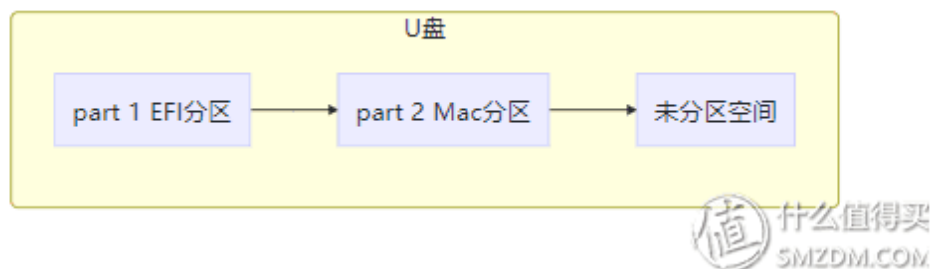 U盘
part 1 EFI分区
part 2 Mac分区
未分区空间
值 什么值得买
SMZDM.COM